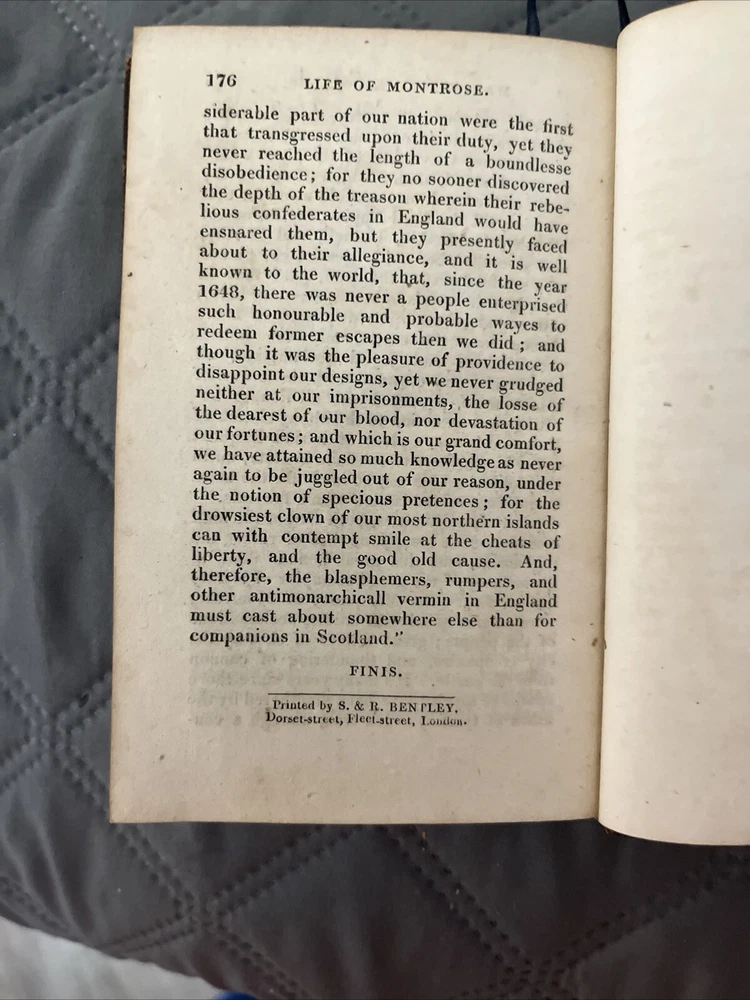 176 LIFE OF MONTROSE.
siderable part of our nation were the first
that transgressed upon their duty, yet they
never reached the length of a boundlesse
disobedience; for they no sooner discovered
the depth of the treason wherein their rebe-
lious confederates in England would have
ensnared them, but they presently faced
about to their allegiance, and it is well
known to the world, that, since the year
1648, there was never a people enterprised
such honourable and probable wayes to
redeem former escapes then we did; and
though it was the pleasure of providence to
disappoint our designs, yet we never grudged
neither at our imprisonments, the losse of
the dearest of our blood, nor devastation of
our fortunes; and which is our grand comfort,
we have attained so much knowledge as never
again to be juggled out of our reason, under
the notion of specious pretences; for the
drowsiest clown of our most northern islands
can with contempt smile at the cheats of
liberty, and the good old cause. And,
therefore, the blasphemers, rumpers, and
other antimonarchicall vermin in England
must cast about somewhere else than for
companions in Scotland."
FINIS.
Printed by S. & R. BENTLEY,
Dorset-street, Fleet-street, London.